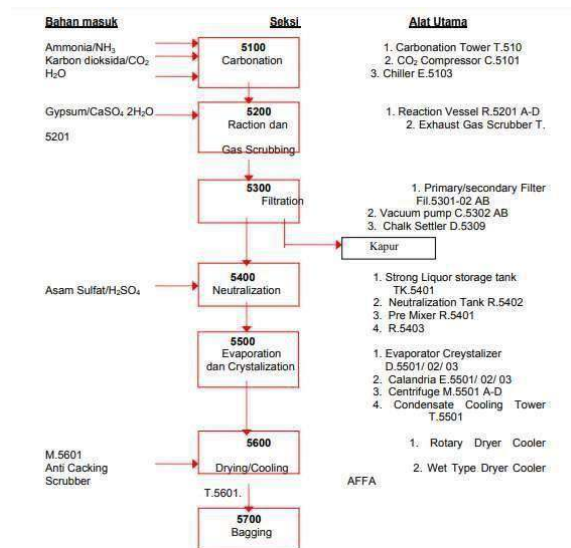 Bahan masuk Seksi Alat Utama
Ammonia/NH₃
Karbon dioksida/CO₂
H₂O
5100
Carbonation
1. Carbonation Tower T.510
2. CO₂ Compressor C.5101
3. Chiller E.5103
Gypsum/CaSO₄ 2H₂O
5201
5200
Raction dan
Gas Scrubbing
1. Reaction Vessel R.5201 A-D
2. Exhaust Gas Scrubber T.
5300
Filtration
1. Primary/secondary Filter
Fil.5301-02 AB
2. Vacuum pump C.5302 AB
3. Chalk Settler D.5309
Kapur
Asam Sulfat/H₂SO₄
5400
Neutralization
1. Strong Liquor storage tank
TK.5401
2. Neutralization Tank R.5402
3. Pre Mixer R.5401
4. R.5403
5500
Evaporation
dan Crystalization
1. Evaporator Creystalizer
D.5501/ 02/ 03
2. Calandria E.5501/ 02/ 03
3. Centrifuge M.5501 A-D
4. Condensate Cooling Tower
T.5501
M.5601
Anti Cacking
Scrubber
5600
Drying/Cooling
1. Rotary Dryer Cooler
2. Wet Type Dryer Cooler
AFFA
T.5601.
5700
Bagging